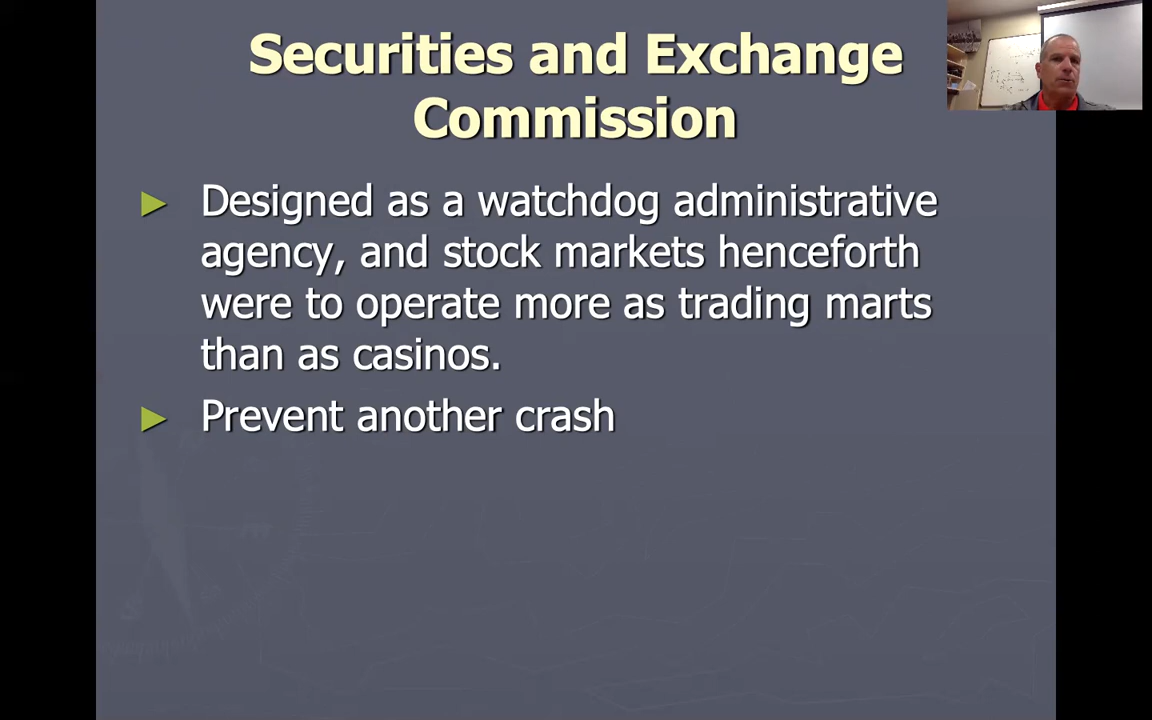 Securities and Exchange
Commission
► Designed as a watchdog administrative
agency, and stock markets henceforth
were to operate more as trading marts
than as casinos.
► Prevent another crash